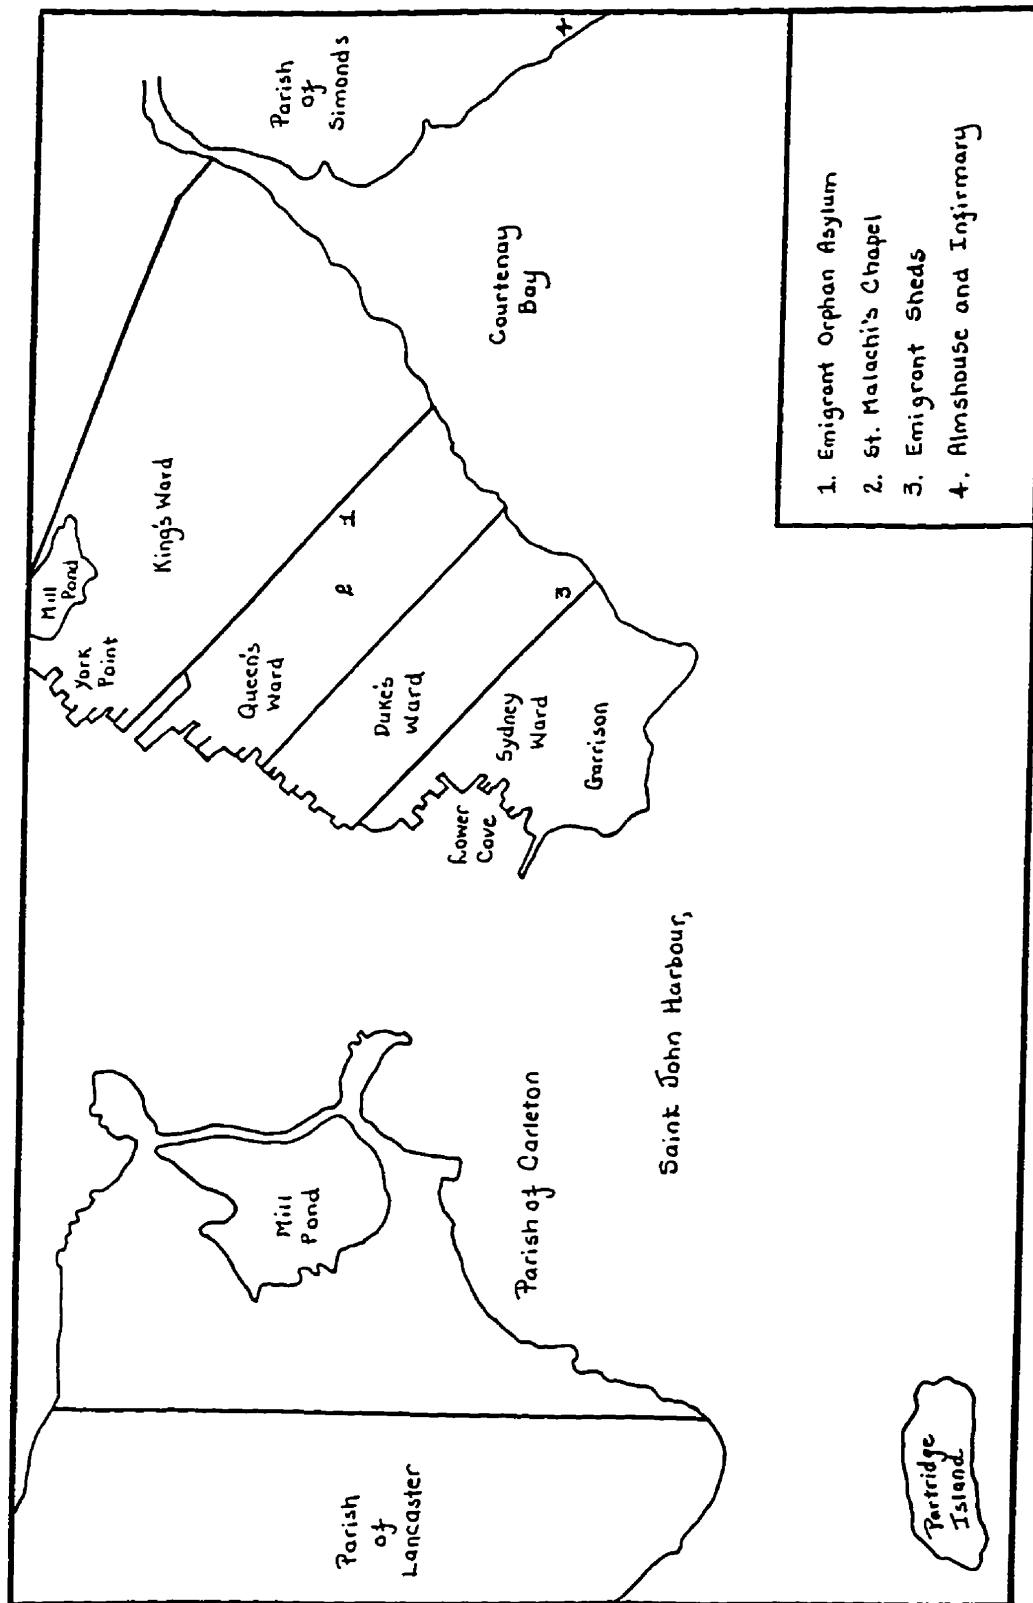 Parish
of
Lancaster
Mill
Pond
Parish of Carleton
Partridge
Island
Saint John Harbour,
York
Point
Mill
Pond
King's Ward
Queen's
Ward
1
2
Duke's
Ward
3
Sydney
Ward
Lower
Cove
Garrison
Courtenay
Bay
Parish
of
Simonds
4
1. Emigrant Orphan Asylum
2. St. Malachi's Chapel
3. Emigrant Sheds
4. Almshouse and Infirmary